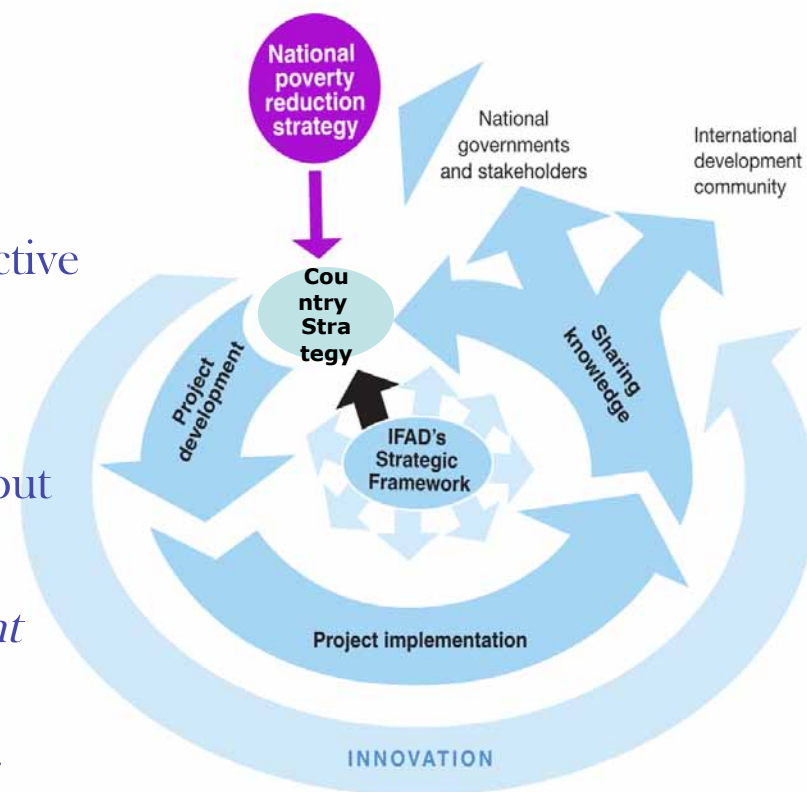 National
poverty
reduction
strategy
National
governments
and stakeholders
International
development
community
Cou
ntry
Stra
tegy
Project
development
Sharing
knowledge
IFAD's
Strategic
Framework
Project implementation
INNOVATION